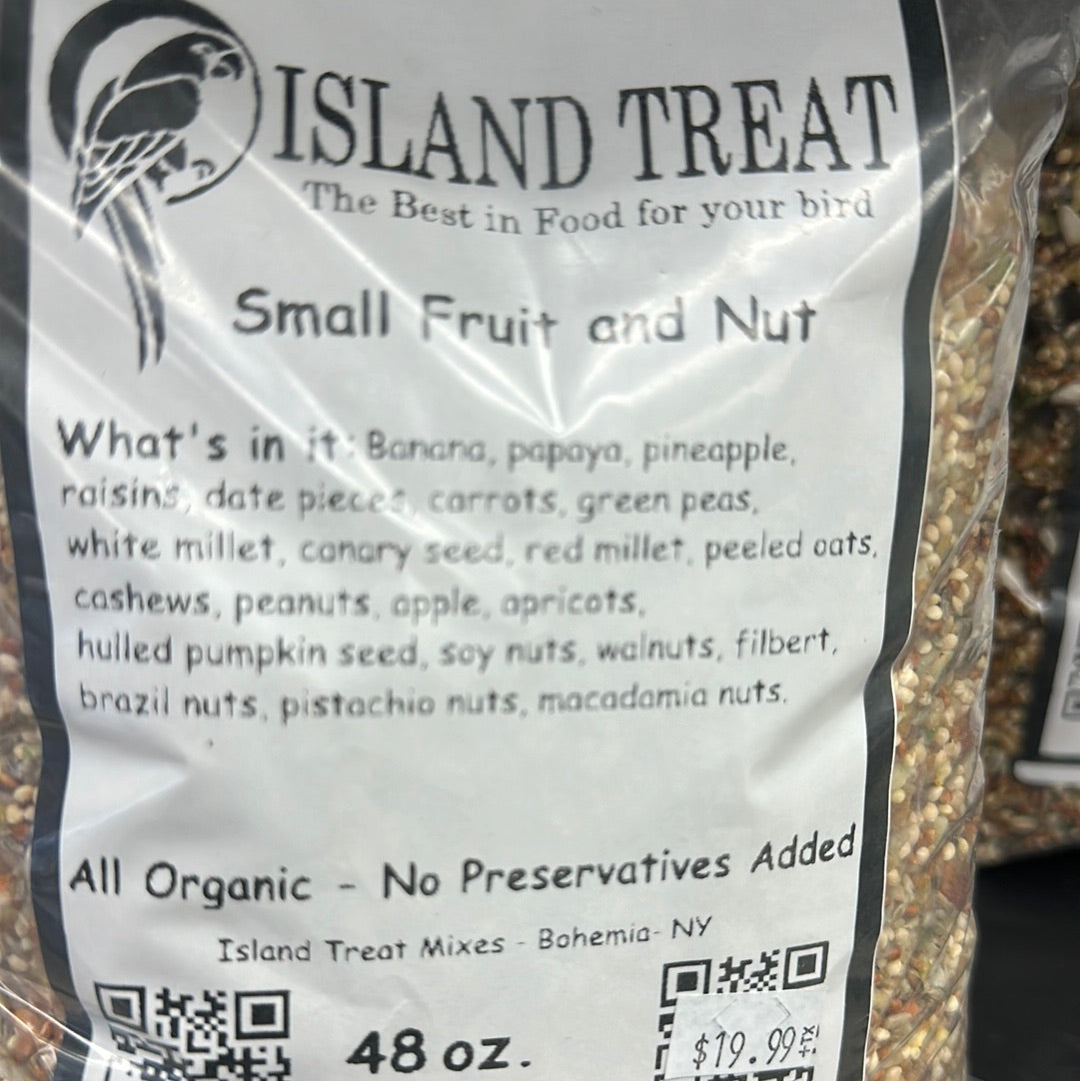 ISLAND TREAT
The Best in Food for your bird
Small Fruit and Nut
What's in it: Banana, papaya, pineapple,
raisins, date pieces, carrots, green peas,
white millet, canary seed, red millet, peeled oats,
cashews, peanuts, apple, apricots,
hulled pumpkin seed, soy nuts, walnuts, filbert,
brazil nuts, pistachio nuts, macadamia nuts.
All Organic - No Preservatives Added
Island Treat Mixes - Bohemia- NY
48 oz.
$19.99